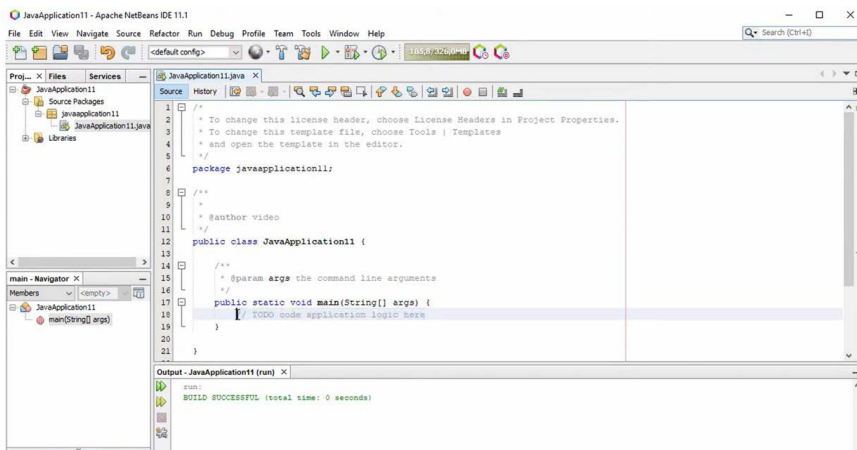 JavaApplication11 - Apache NetBeans IDE 11.1
File Edit View Navigate Source Refactor Run Debug Profile Team Tools Window Help
Search (Ctrl+I)
<default config>
185,8/326,0MB
Proj... Files Services
JavaApplication11
Source Packages
javaapplication11
JavaApplication11.java
Libraries
main - Navigator
Members <empty>
JavaApplication11
main(String[] args)
JavaApplication11.java
Source History
1 /*
2 * To change this license header, choose License Headers in Project Properties.
3 * To change this template file, choose Tools | Templates
4 * and open the template in the editor.
5 */
6 package javaapplication11;
7
8 /**
9 *
10 * @author video
11 */
12 public class JavaApplication11 {
13
14 /**
15 * @param args the command line arguments
16 */
17 public static void main(String[] args) {
18 // TODO code application logic here
19 }
20
21 }
Output - JavaApplication11 (run)
run:
BUILD SUCCESSFUL (total time: 0 seconds)